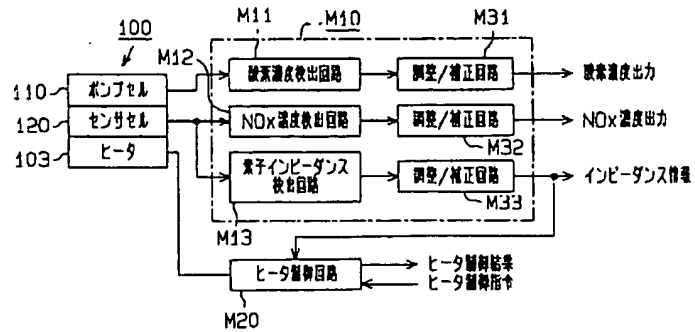 100
M11
M10
M31
M12
酸素濃度検出回路
調整/補正回路
酸素濃度出力
110
ポンプセル
120
センサセル
NOx濃度検出回路
調整/補正回路
NOx濃度出力
103
ヒータ
M32
素子インピーダンス
検出回路
調整/補正回路
インピーダンス情報
M13
M33
ヒータ制御回路
ヒータ制御結果
ヒータ制御指令
M20